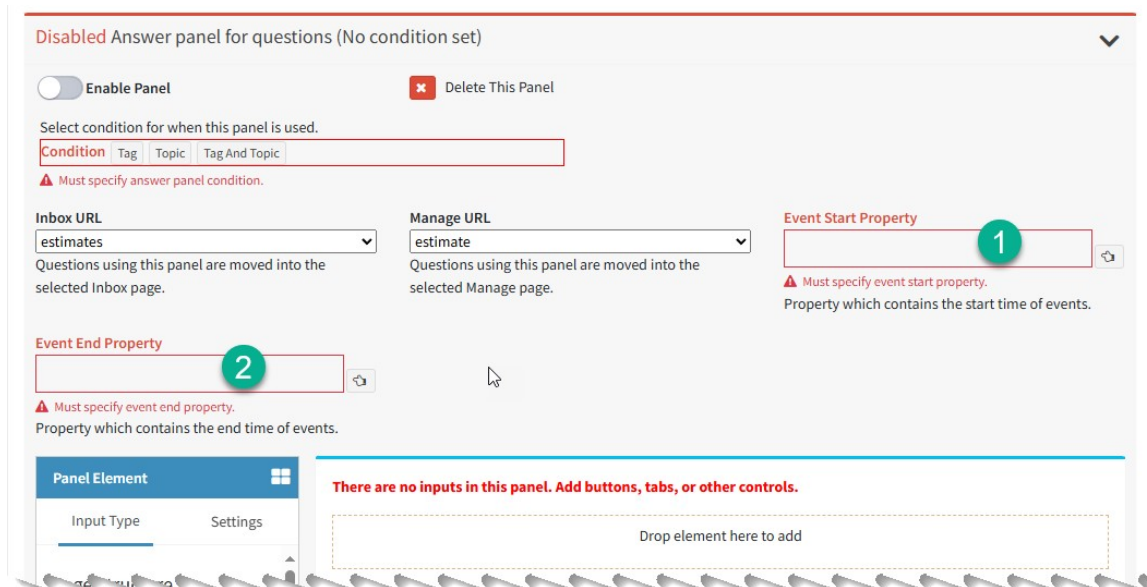 Disabled Answer panel for questions (No condition set)
Enable Panel
Delete This Panel
Select condition for when this panel is used.
Condition Tag Topic Tag And Topic
Must specify answer panel condition.
Inbox URL
estimates
Questions using this panel are moved into the
selected Inbox page.
Manage URL
estimate
Questions using this panel are moved into the
selected Manage page.
Event Start Property
1
Must specify event start property.
Property which contains the start time of events.
Event End Property
2
Must specify event end property.
Property which contains the end time of events.
Panel Element
Input Type
Settings
There are no inputs in this panel. Add buttons, tabs, or other controls.
Drop element here to add